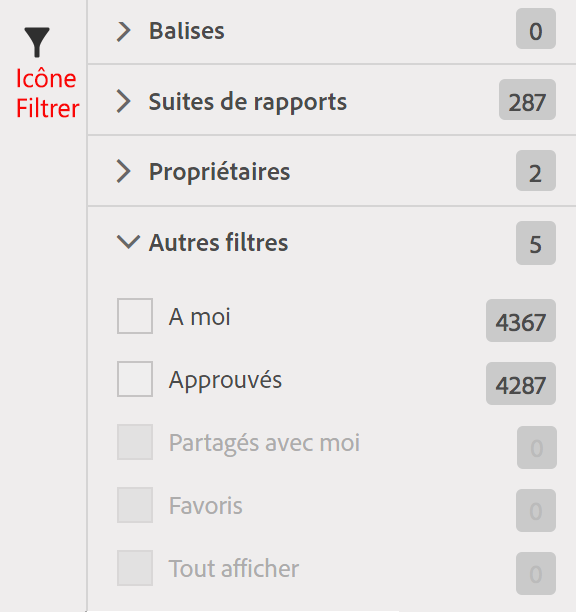 Icône
Filtrer
Balises 0
Suites de rapports 287
Propriétaires 2
Autres filtres 5
A moi 4367
Approuvés 4287
Partagés avec moi 0
Favoris 0
Tout afficher 0